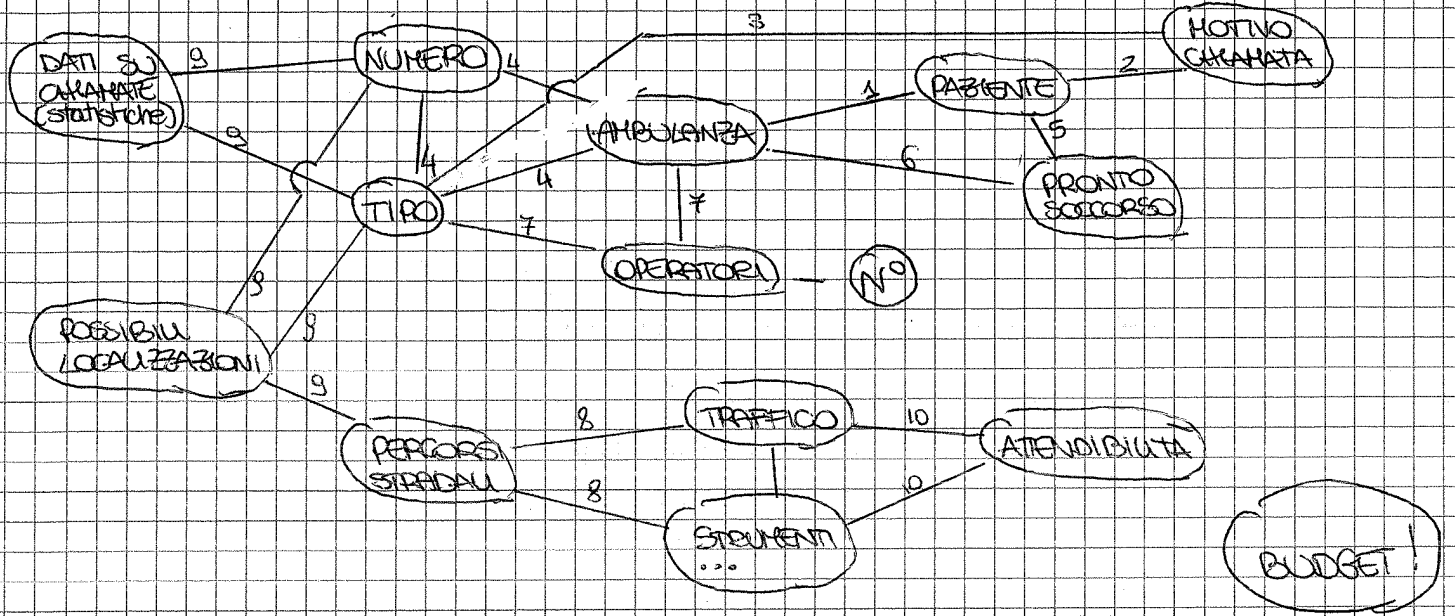 3
MOTIVO
CHIAMATA
DATI SU
CHIAMATE
(statistiche)
9
NUMERO
4
2
PAZIENTE
1
AMBULANZA
5
9
4
4
6
PRONTO
SOCCORSO
TIPO
7
7
OPERATORI
N°
9
9
POSSIBILI
LOCALIZZAZIONI
9
TRAFFICO
8
10
ATTENDIBILITÀ
PERCORSI
STRADALI
8
10
STRUMENTI
...
BUDGET!